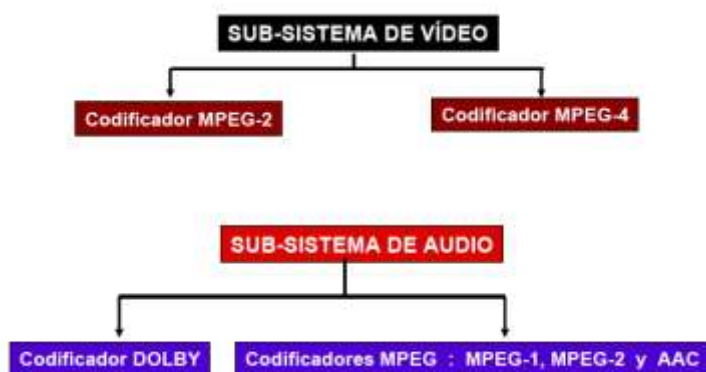 SUB-SISTEMA DE VÍDEO
Codificador MPEG-2
Codificador MPEG-4
SUB-SISTEMA DE AUDIO
Codificador DOLBY
Codificadores MPEG : MPEG-1, MPEG-2 y AAC